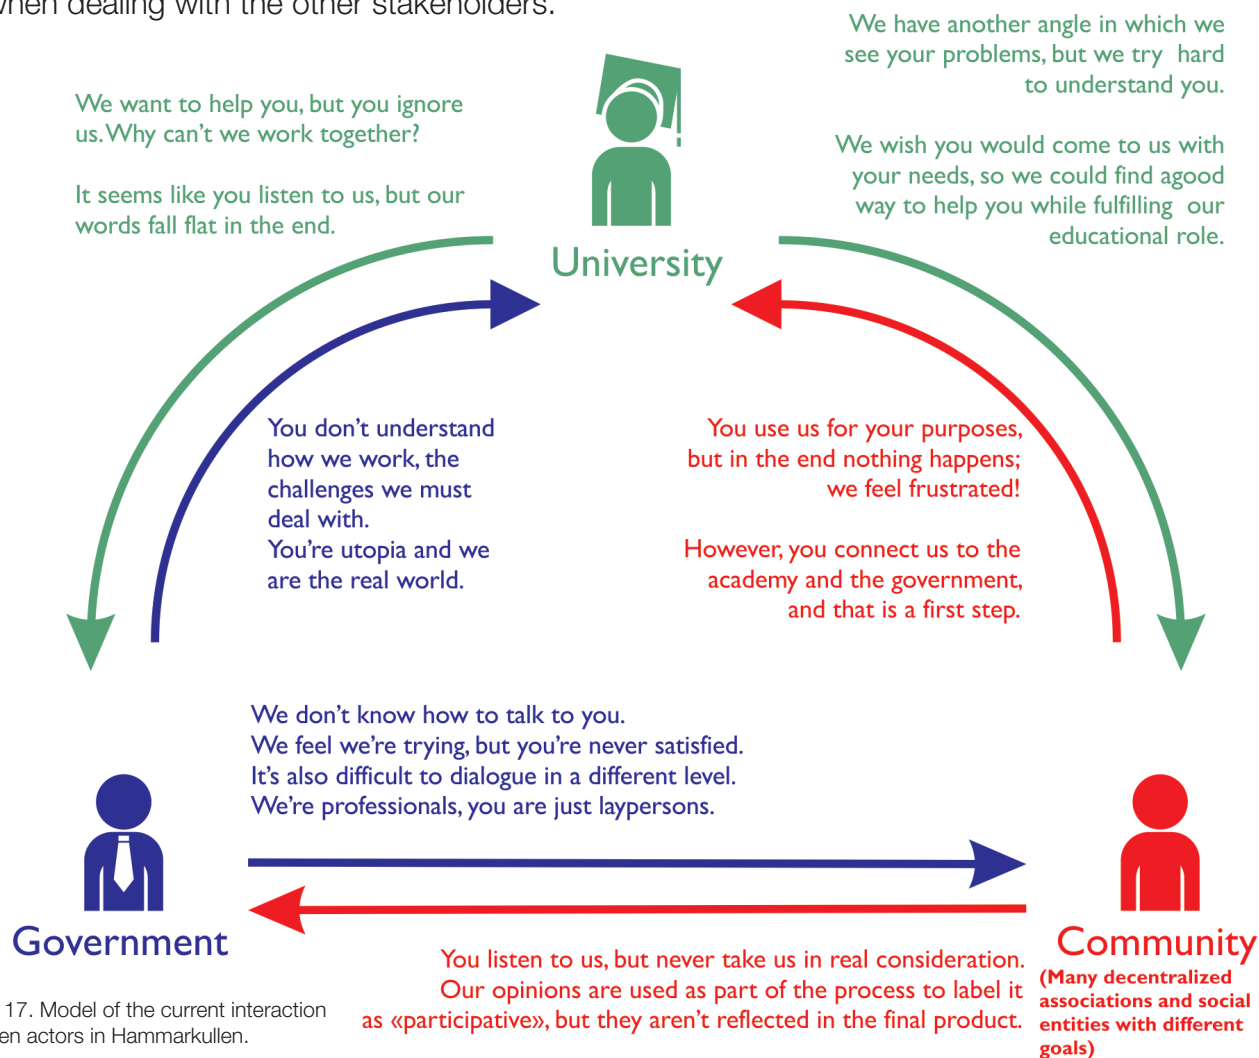 when dealing with the other stakeholders.
We have another angle in which we
see your problems, but we try  hard
to understand you.
We wish you would come to us with
your needs, so we could find agood
way to help you while fulfilling  our
educational role.
We want to help you, but you ignore
us. Why can't we work together?
It seems like you listen to us, but our
words fall flat in the end.
University
You don't understand
how we work, the
challenges we must
deal with.
You're utopia and we
are the real world.
You use us for your purposes,
but in the end nothing happens;
we feel frustrated!
However, you connect us to the
academy and the government,
and that is a first step.
We don't know how to talk to you.
We feel we're trying, but you're never satisfied.
It's also difficult to dialogue in a different level.
We're professionals, you are just laypersons.
Government
Community
(Many decentralized
associations and social
entities with different
goals)
You listen to us, but never take us in real consideration.
Our opinions are used as part of the process to label it
as «participative», but they aren't reflected in the final product.
17. Model of the current interaction
en actors in Hammarkullen.